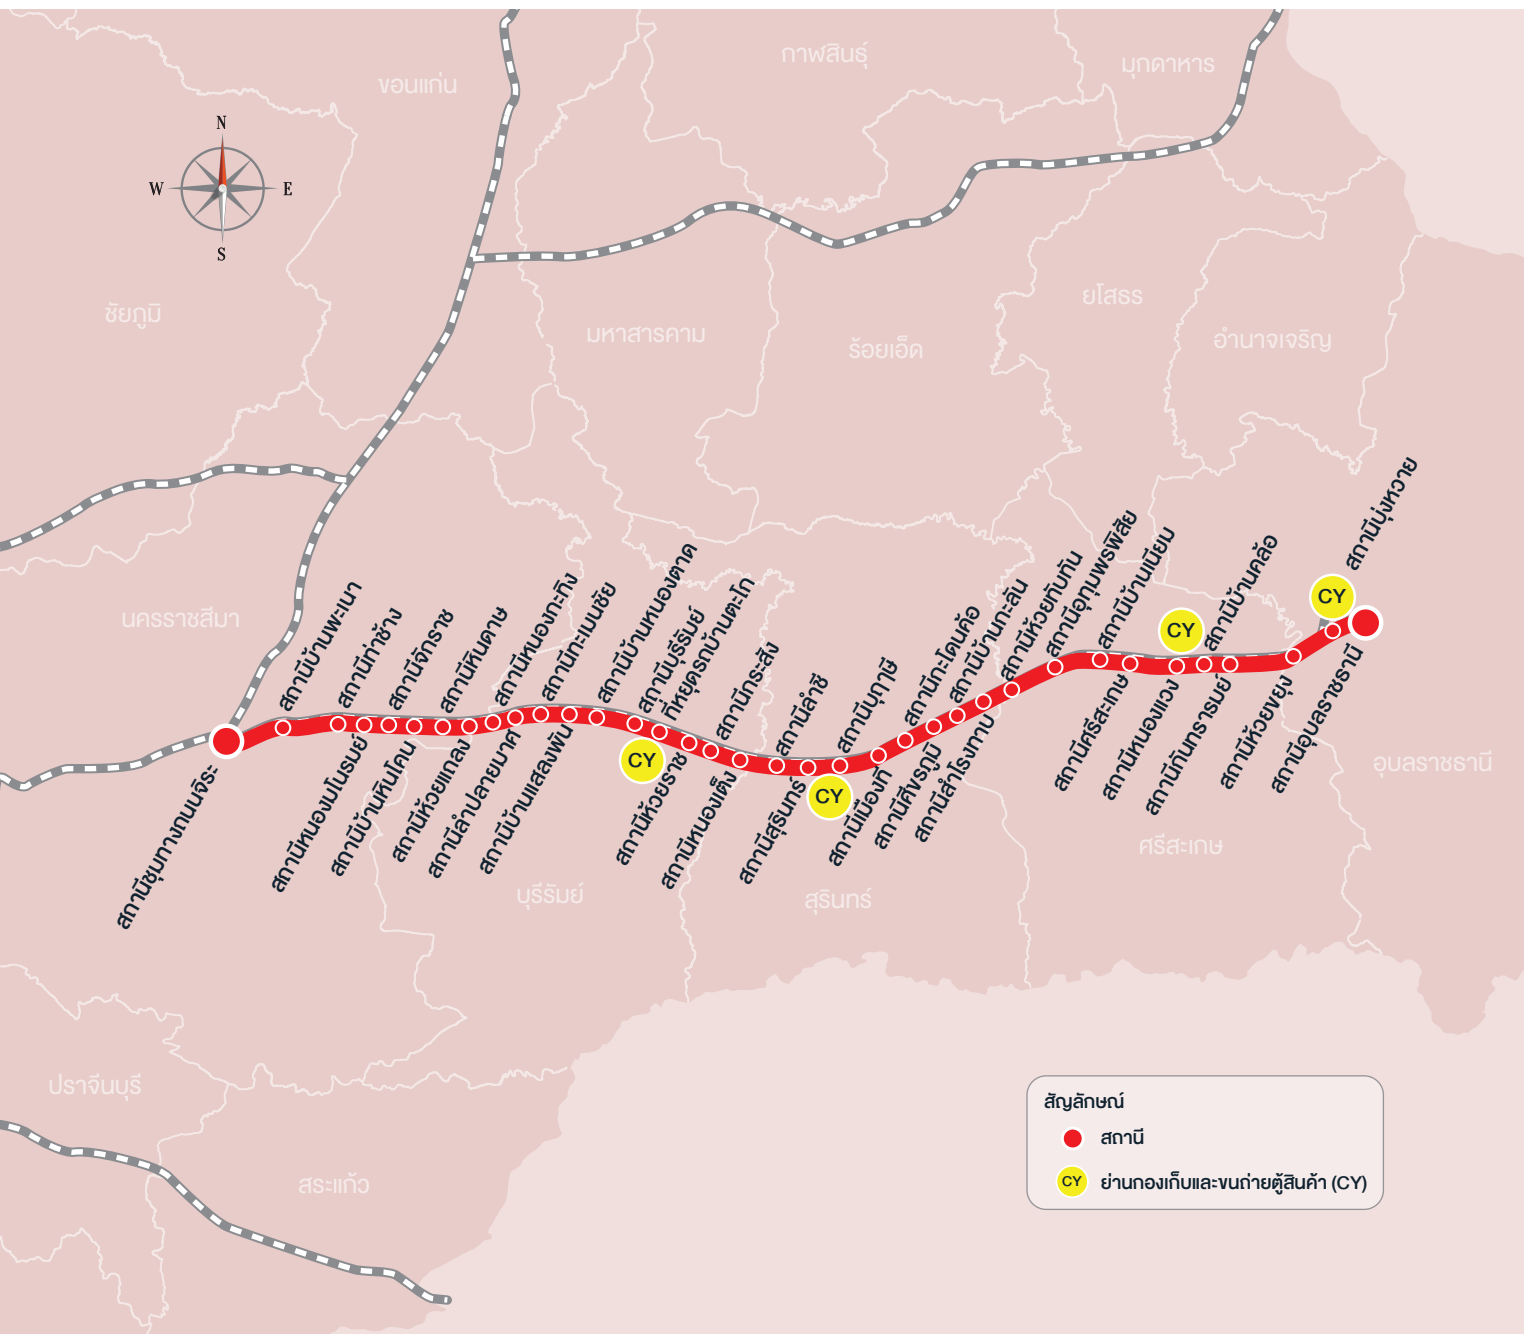 กาฬสินธุ์
มุกดาหาร
ขอนแก่น
N
W
E
S
ชัยภูมิ
มหาสารคาม
ร้อยเอ็ด
ยโสธร
อำนาจเจริญ
นครราชสีมา
สถานีบ้านพะเนา
สถานีท่าช้าง
สถานีจักราช
สถานีหินดาษ
สถานีหนองกะทิง
สถานีทะเมนชัย
สถานีบ้านหนองตาด
สถานีบุรีรัมย์
ที่หยุดรถบ้านตะโก
สถานีกระสัง
สถานีลำชี
สถานีบุฤาษี
สถานีกะโดนค้อ
สถานีบ้านกะลัน
สถานีห้วยทับทัน
สถานีอุทุมพรพิสัย
สถานีบ้านเนียม
สถานีบ้านคล้อ
สถานีบุ่งหวาย
CY
CY
CY
CY
สถานีชุมทางถนนจิระ
สถานีหนองมโนรมย์
สถานีบ้านหินโคน
สถานีห้วยแถลง
สถานีลำปลายมาศ
สถานีบ้านแสลงพัน
สถานีห้วยราช
สถานีหนองเต็ง
สถานีสุรินทร์
สถานีเมืองที
สถานีศีขรภูมิ
สถานีสำโรงทาบ
สถานีศรีสะเกษ
สถานีหนองแวง
สถานีกันทรารมย์
สถานีห้วยขยุง
สถานีอุบลราชธานี
อุบลราชธานี
ศรีสะเกษ
สุรินทร์
บุรีรัมย์
ปราจีนบุรี
สระแก้ว
สัญลักษณ์
สถานี
CY
ย่านกองเก็บและขนถ่ายตู้สินค้า (CY)